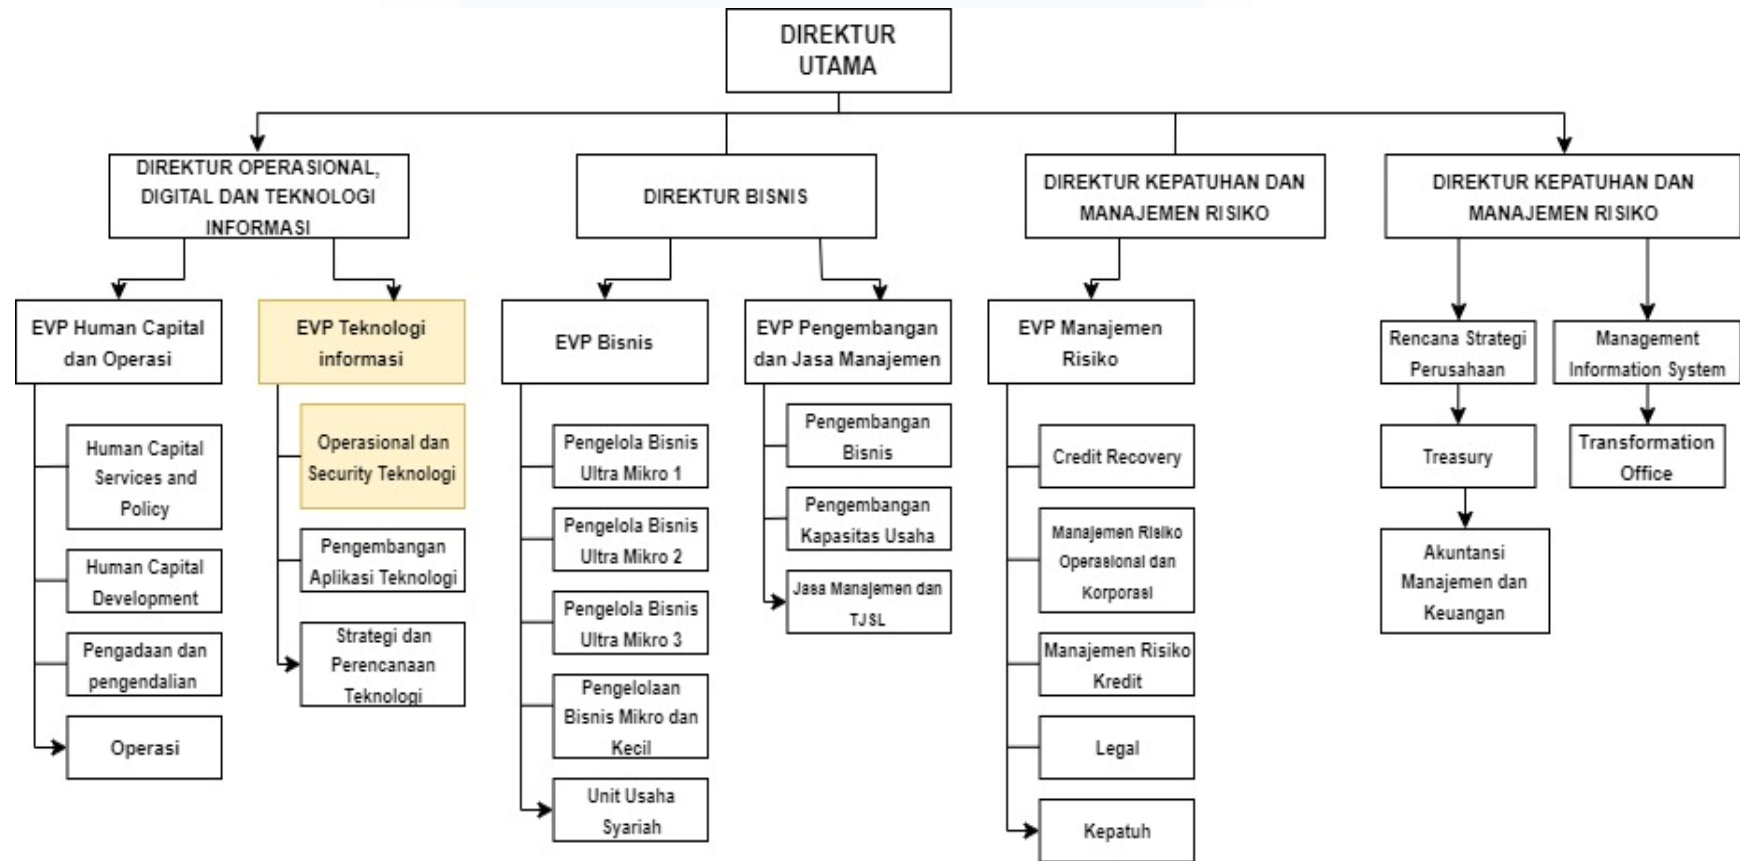 DIREKTUR
UTAMA
DIREKTUR OPERASIONAL,
DIGITAL DAN TEKNOLOGI
INFORMASI
DIREKTUR BISNIS
DIREKTUR KEPATUHAN DAN
MANAJEMEN RISIKO
DIREKTUR KEPATUHAN DAN
MANAJEMEN RISIKO
EVP Human Capital
dan Operasi
EVP Teknologi
informasi
EVP Bisnis
EVP Pengembangan
dan Jasa Manajemen
EVP Manajemen
Risiko
Rencana Strategi
Perusahaan
Management
Information System
Human Capital
Services and
Policy
Human Capital
Development
Pengadaan dan
pengendalian
Operasi
Operasional dan
Security Teknologi
Pengembangan
Aplikasi Teknologi
Strategi dan
Perencanaan
Teknologi
Pengelola Bisnis
Ultra Mikro 1
Pengelola Bisnis
Ultra Mikro 2
Pengelola Bisnis
Ultra Mikro 3
Pengelolaan
Bisnis Mikro dan
Kecil
Unit Usaha
Syariah
Pengembangan
Bisnis
Pengembangan
Kapasitas Usaha
Jasa Manajemen dan
TJSL
Credit Recovery
Manajemen Risiko
Operasional dan
Korporasi
Manajemen Risiko
Kredit
Legal
Kepatuh
Treasury
Akuntansi
Manajemen dan
Keuangan
Transformation
Office